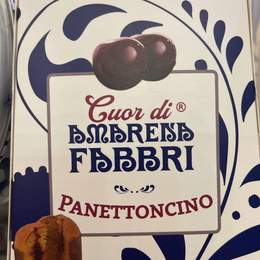 Cuor di ®
AMARENA
FABBRI
PANETTONCINO